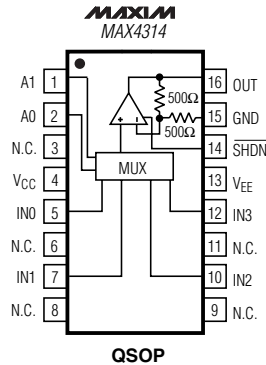 MAXIM
MAX4314
A1 1
16 OUT
500Ω
A0 2
15 GND
500Ω
N.C. 3
14 SHDN
MUX
VCC 4
13 VEE
IN0 5
12 IN3
N.C. 6
11 N.C.
IN1 7
10 IN2
N.C. 8
9 N.C.
+ -
QSOP